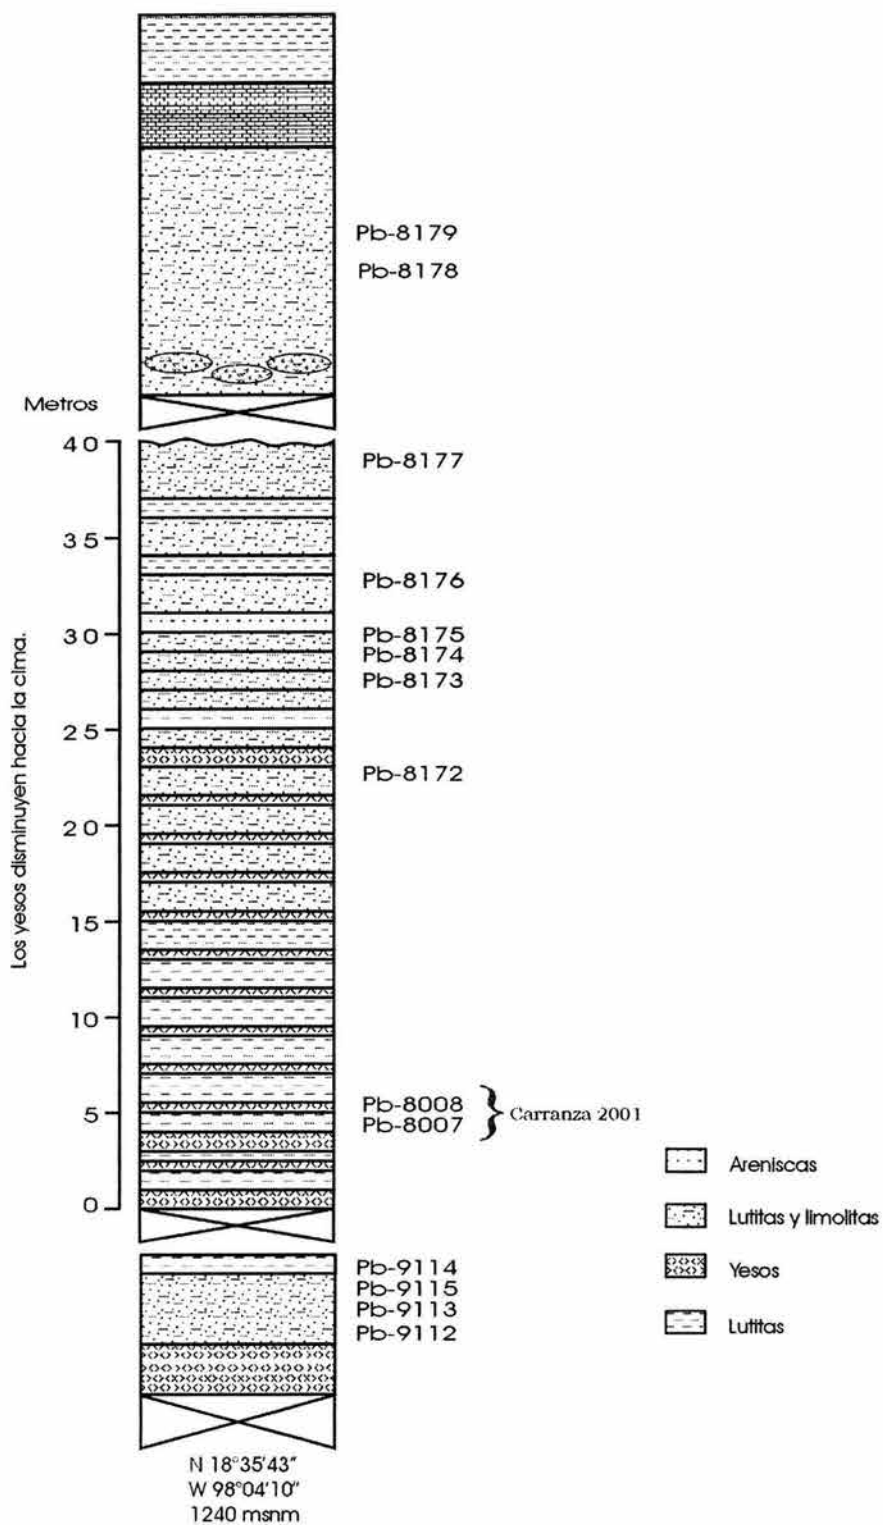 Pb-8179
Pb-8178
Metros
40
Pb-8177
35
Pb-8176
30
Pb-8175
Pb-8174
Pb-8173
25
Pb-8172
20
15
10
Pb-8008
5
Pb-8007
Carranza 2001
0
Los yesos disminuyen hacia la cima.
Pb-9114
Pb-9115
Pb-9113
Pb-9112
Areniscas
Lutitas y limolitas
Yesos
Lutitas
N 18°35'43"
W 98°04'10"
1240 msnm